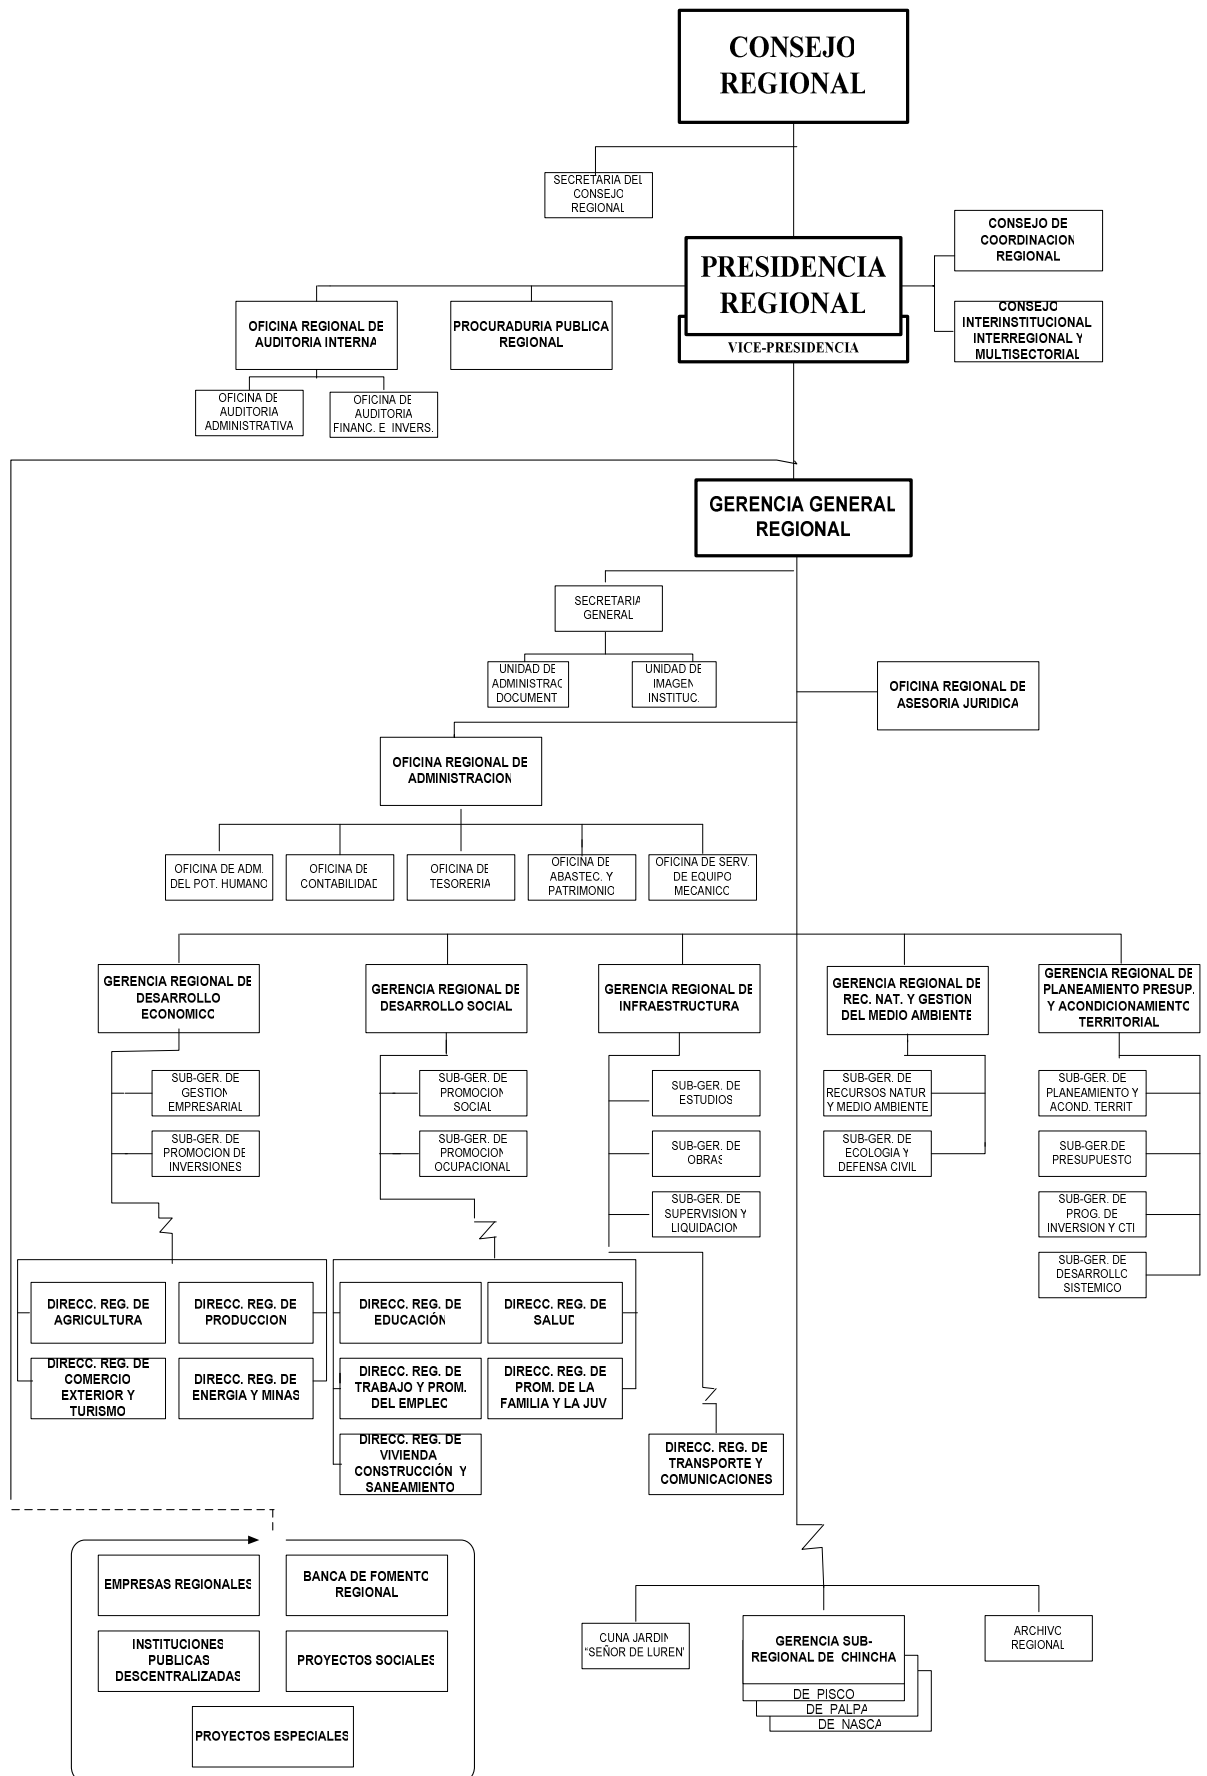 CONSEJO
REGIONAL
SECRETARIA DEL
CONSEJO
REGIONAL
CONSEJO DE
COORDINACION
REGIONAL
PRESIDENCIA
REGIONAL
VICE-PRESIDENCIA
CONSEJO
INTERINSTITUCIONAL
INTERREGIONAL Y
MULTISECTORIAL
OFICINA REGIONAL DE
AUDITORIA INTERNA
PROCURADURIA PUBLICA
REGIONAL
OFICINA DE
AUDITORIA
ADMINISTRATIVA
OFICINA DE
AUDITORIA
FINANC. E INVERS.
GERENCIA GENERAL
REGIONAL
SECRETARIA
GENERAL
UNIDAD DE
ADMINISTRAC
DOCUMENT
UNIDAD DE
IMAGEN
INSTITUC.
OFICINA REGIONAL DE
ASESORIA JURIDICA
OFICINA REGIONAL DE
ADMINISTRACION
OFICINA DE ADM.
DEL POT. HUMANO
OFICINA DE
CONTABILIDAD
OFICINA DE
TESORERIA
OFICINA DE
ABASTEC. Y
PATRIMONIO
OFICINA DE SERV.
DE EQUIPO
MECANICO
GERENCIA REGIONAL DE
DESARROLLO
ECONOMICO
GERENCIA REGIONAL DE
DESARROLLO SOCIAL
GERENCIA REGIONAL DE
INFRAESTRUCTURA
GERENCIA REGIONAL DE
REC. NAT. Y GESTION
DEL MEDIO AMBIENTE
GERENCIA REGIONAL DE
PLANEAMIENTO PRESUP.
Y ACONDICIONAMIENTO
TERRITORIAL
SUB-GER. DE
GESTION
EMPRESARIAL
SUB-GER. DE
PROMOCION
SOCIAL
SUB-GER. DE
ESTUDIOS
SUB-GER. DE
RECURSOS NATUR
Y MEDIO AMBIENTE
SUB-GER. DE
PLANEAMIENTO Y
ACOND. TERRIT
SUB-GER. DE
PROMOCION DE
INVERSIONES
SUB-GER. DE
PROMOCION
OCUPACIONAL
SUB-GER. DE
OBRAS
SUB-GER. DE
ECOLOGIA Y
DEFENSA CIVIL
SUB-GER.DE
PRESUPUESTO
SUB-GER. DE
SUPERVISION Y
LIQUIDACION
SUB-GER. DE
PROG. DE
INVERSION Y CTI
SUB-GER. DE
DESARROLLO
SISTEMICO
DIRECC. REG. DE
AGRICULTURA
DIRECC. REG. DE
PRODUCCION
DIRECC. REG. DE
EDUCACIÓN
DIRECC. REG. DE
SALUD
DIRECC. REG. DE
COMERCIO
EXTERIOR Y
TURISMO
DIRECC. REG. DE
ENERGIA Y MINAS
DIRECC. REG. DE
TRABAJO Y PROM.
DEL EMPLEO
DIRECC. REG. DE
PROM. DE LA
FAMILIA Y LA JUV
DIRECC. REG. DE
VIVIENDA
CONSTRUCCIÓN Y
SANEAMIENTO
DIRECC. REG. DE
TRANSPORTE Y
COMUNICACIONES
EMPRESAS REGIONALES
BANCA DE FOMENTO
REGIONAL
INSTITUCIONES
PUBLICAS
DESCENTRALIZADAS
PROYECTOS SOCIALES
PROYECTOS ESPECIALES
CUNA JARDIN
“SEÑOR DE LUREN”
GERENCIA SUB-
REGIONAL DE CHINCHA
DE PISCO
DE PALPA
DE NASCA
ARCHIVO
REGIONAL